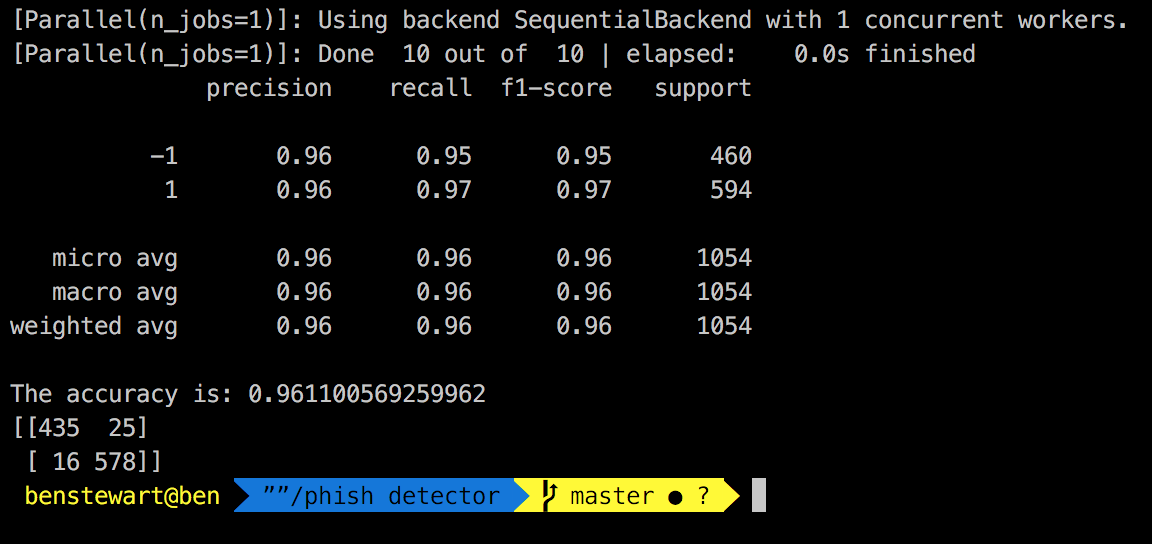 [Parallel(n_jobs=1)]: Using backend SequentialBackend with 1 concurrent workers.
[Parallel(n_jobs=1)]: Done  10 out of  10 | elapsed:    0.0s finished
              precision    recall  f1-score   support

          -1       0.96      0.95      0.95       460
           1       0.96      0.97      0.97       594

   micro avg       0.96      0.96      0.96      1054
   macro avg       0.96      0.96      0.96      1054
weighted avg       0.96      0.96      0.96      1054

The accuracy is: 0.961100569259962
[[435  25]
 [ 16 578]]
benstewart@ben ””/phish detector master ● ?